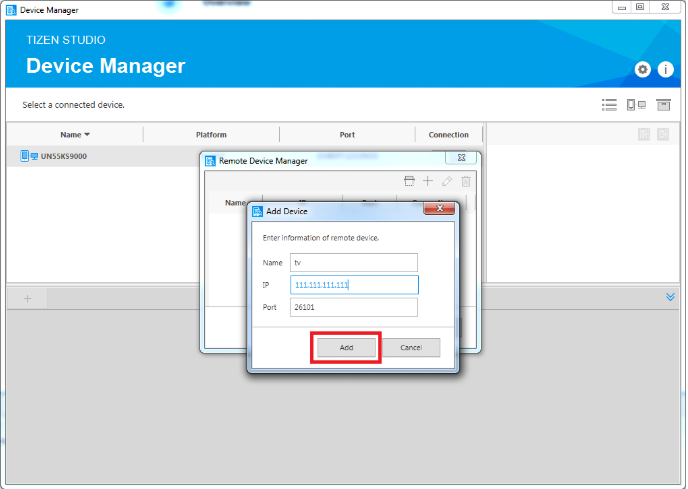 Overview
Device Manager
TIZEN STUDIO
Device Manager
Select a connected device.
Name Platform Port Connection
UN55KS9000
Remote Device Manager
Name
Add Device
Enter information of remote device.
Name tv
IP 111.111.111.111
Port 26101
Add Cancel